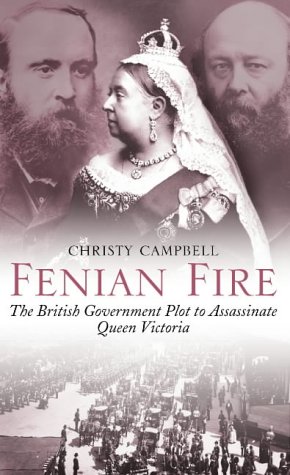 CHRISTY CAMPBELL
FENIAN FIRE
The British Government Plot to Assassinate
Queen Victoria